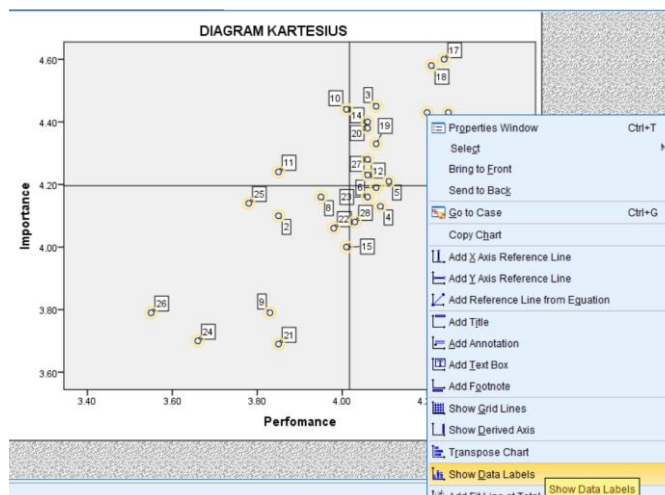 DIAGRAM KARTESIUS
17
4.60
18
10
3
14
19
4.40
20
11
27
12
4.20
6
5
25
23
8
22
28
4
2
Importance
4.00
15
26
9
3.80
24
21
3.60
3.40
3.60
3.80
4.00
Perfomance
Properties Window Ctrl+T
Select
Bring to Front
Send to Back
Go to Case Ctrl+G
Copy Chart
Add X Axis Reference Line
Add Y Axis Reference Line
Add Reference Line from Equation
Add Title
Add Annotation
Add Text Box
Add Footnote
Show Grid Lines
Show Derived Axis
Transpose Chart
Show Data Labels
Show Data Labels
Add Fit Line at Total